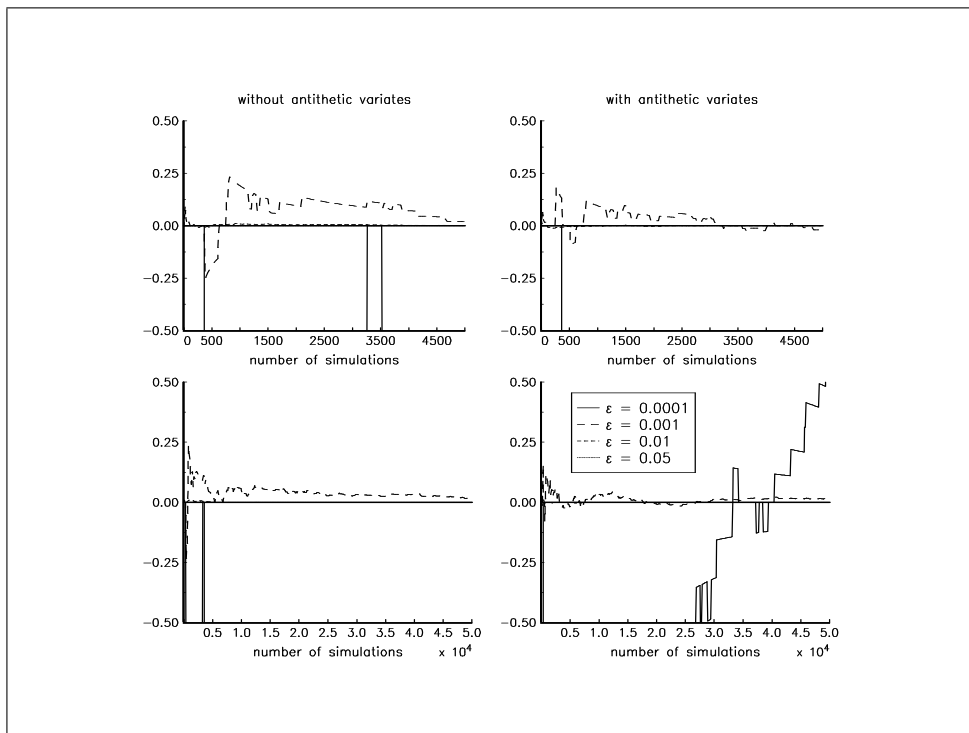 without antithetic variates
with antithetic variates
0.50
0.25
0.00
−0.25
−0.50
0 500 1500 2500 3500 4500
number of simulations
0.50
0.25
0.00
−0.25
−0.50
0 500 1500 2500 3500 4500
number of simulations
0.50
0.25
0.00
−0.25
−0.50
0.5 1.0 1.5 2.0 2.5 3.0 3.5 4.0 4.5 5.0
number of simulations x 10⁴
0.50
0.25
0.00
−0.25
−0.50
ε = 0.0001
ε = 0.001
ε = 0.01
ε = 0.05
0.5 1.0 1.5 2.0 2.5 3.0 3.5 4.0 4.5 5.0
number of simulations x 10⁴